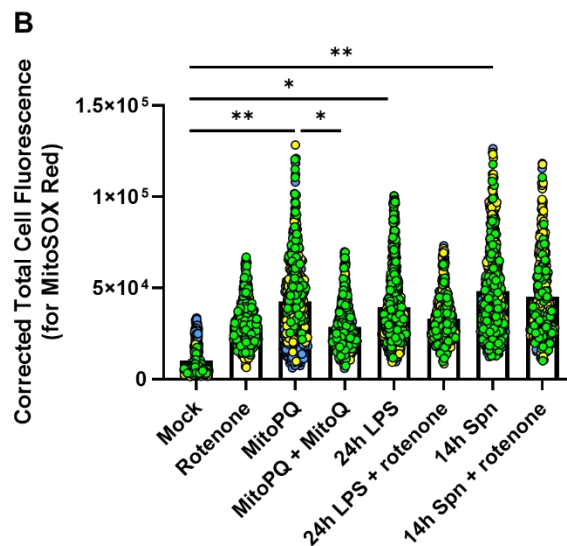 B
Corrected Total Cell Fluorescence
(for MitoSOX Red)
1.5×10⁵
1×10⁵
5×10⁴
0
**
*
**
*
Mock
Rotenone
MitoPQ
MitoPQ + MitoQ
24h LPS
24h LPS + rotenone
14h Spn
14h Spn + rotenone